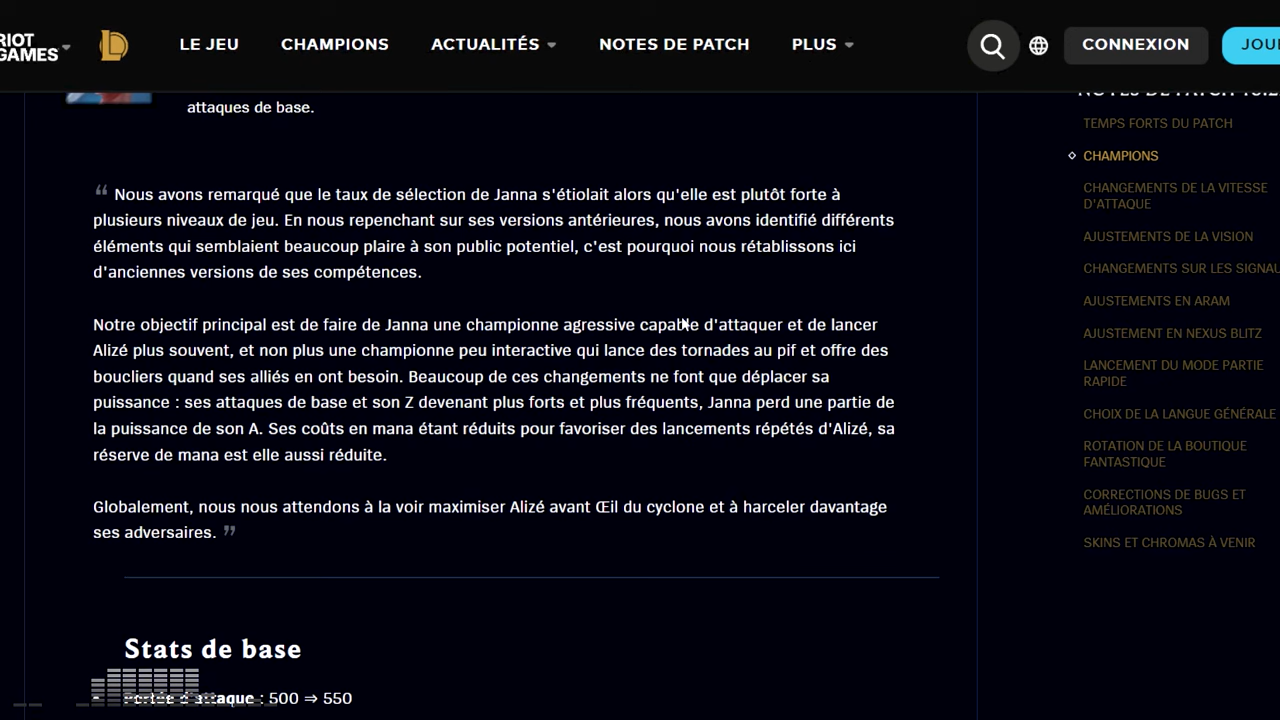 RIOT
GAMES
LE JEU
CHAMPIONS
ACTUALITÉS
NOTES DE PATCH
PLUS
CONNEXION
attaques de base.
“ Nous avons remarqué que le taux de sélection de Janna s'étiolait alors qu'elle est plutôt forte à
plusieurs niveaux de jeu. En nous repenchant sur ses versions antérieures, nous avons identifié différents
éléments qui semblaient beaucoup plaire à son public potentiel, c'est pourquoi nous rétablissons ici
d'anciennes versions de ses compétences.
Notre objectif principal est de faire de Janna une championne agressive capable d'attaquer et de lancer
Alizé plus souvent, et non plus une championne peu interactive qui lance des tornades au pif et offre des
boucliers quand ses alliés en ont besoin. Beaucoup de ces changements ne font que déplacer sa
puissance : ses attaques de base et son Z devenant plus forts et plus fréquents, Janna perd une partie de
la puissance de son A. Ses coûts en mana étant réduits pour favoriser des lancements répétés d'Alizé, sa
réserve de mana est elle aussi réduite.
Globalement, nous nous attendons à la voir maximiser Alizé avant Œil du cyclone et à harceler davantage
ses adversaires. ”
Stats de base
Portée d'attaque : 500 ⇒ 550
NOTES DE PATCH
TEMPS FORTS DU PATCH
CHAMPIONS
CHANGEMENTS DE LA VITESSE
D'ATTAQUE
AJUSTEMENTS DE LA VISION
CHANGEMENTS SUR LES SIGNAU
AJUSTEMENTS EN ARAM
AJUSTEMENT EN NEXUS BLITZ
LANCEMENT DU MODE PARTIE
RAPIDE
CHOIX DE LA LANGUE GÉNÉRALE
ROTATION DE LA BOUTIQUE
FANTASTIQUE
CORRECTIONS DE BUGS ET
AMÉLIORATIONS
SKINS ET CHROMAS À VENIR